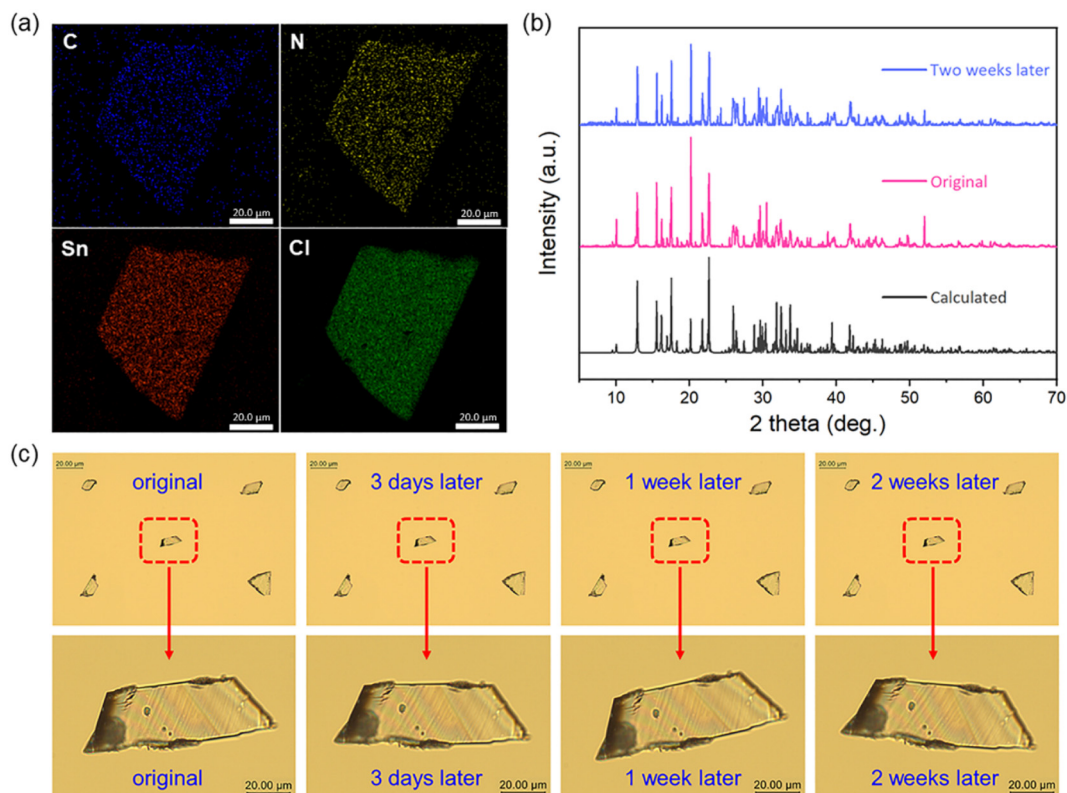 (a)
C
20.0 µm
N
20.0 µm
Sn
20.0 µm
Cl
20.0 µm
(b)
Two weeks later
Original
Calculated
Intensity (a.u.)
10 20 30 40 50 60 70
2 theta (deg.)
(c)
20.00 µm
original
20.00 µm
3 days later
20.00 µm
1 week later
20.00 µm
2 weeks later
original
20.00 µm
3 days later
20.00 µm
1 week later
20.00 µm
2 weeks later
20.00 µm